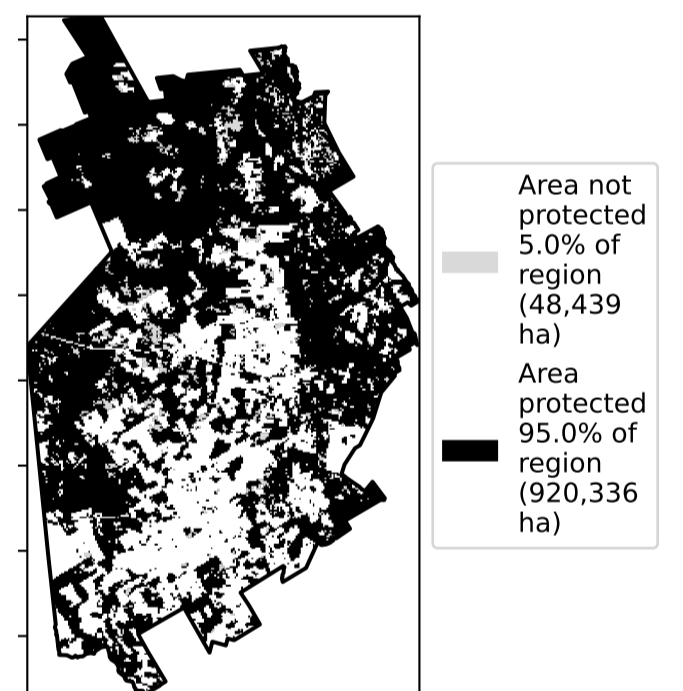 Area not
protected
5.0% of
region
(48,439
ha)
Area
protected
95.0% of
region
(920,336
ha)